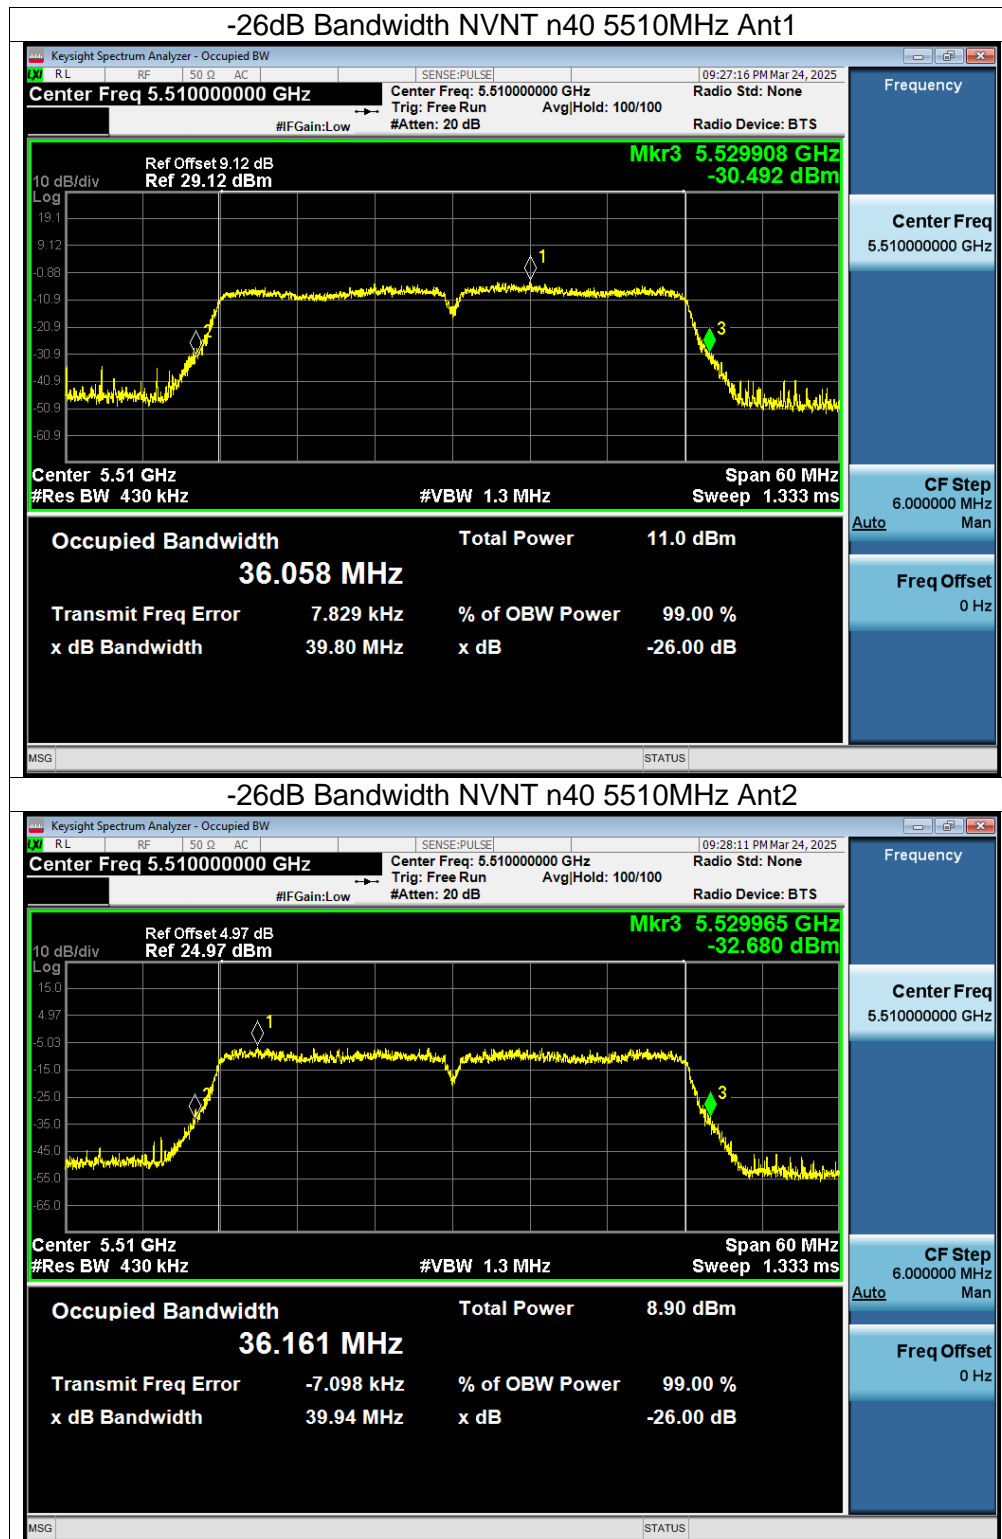 -26dB Bandwidth NVNT n40 5510MHz Ant1
Keysight Spectrum Analyzer - Occupied BW
LXI RL RF 50 Ω AC SENSE:PULSE 09:27:16 PM Mar 24, 2025
Center Freq 5.510000000 GHz
Center Freq: 5.510000000 GHz Radio Std: None
Trig: Free Run Avg|Hold: 100/100
#IFGain:Low #Atten: 20 dB Radio Device: BTS
Frequency
Mkr3 5.529908 GHz
-30.492 dBm
Ref Offset 9.12 dB
10 dB/div Ref 29.12 dBm
Log
19.1
9.12
-0.88
-10.9
-20.9
-30.9
-40.9
-50.9
-60.9
1
2
3
Center 5.51 GHz Span 60 MHz
#Res BW 430 kHz #VBW 1.3 MHz Sweep 1.333 ms
Center Freq
5.510000000 GHz
CF Step
6.000000 MHz
Auto Man
Freq Offset
0 Hz
Occupied Bandwidth Total Power 11.0 dBm
36.058 MHz
Transmit Freq Error 7.829 kHz % of OBW Power 99.00 %
x dB Bandwidth 39.80 MHz x dB -26.00 dB
MSG STATUS
-26dB Bandwidth NVNT n40 5510MHz Ant2
Keysight Spectrum Analyzer - Occupied BW
LXI RL RF 50 Ω AC SENSE:PULSE 09:28:11 PM Mar 24, 2025
Center Freq 5.510000000 GHz
Center Freq: 5.510000000 GHz Radio Std: None
Trig: Free Run Avg|Hold: 100/100
#IFGain:Low #Atten: 20 dB Radio Device: BTS
Frequency
Mkr3 5.529965 GHz
-32.680 dBm
Ref Offset 4.97 dB
10 dB/div Ref 24.97 dBm
Log
15.0
4.97
-5.03
-15.0
-25.0
-35.0
-45.0
-55.0
-65.0
1
2
3
Center 5.51 GHz Span 60 MHz
#Res BW 430 kHz #VBW 1.3 MHz Sweep 1.333 ms
Center Freq
5.510000000 GHz
CF Step
6.000000 MHz
Auto Man
Freq Offset
0 Hz
Occupied Bandwidth Total Power 8.90 dBm
36.161 MHz
Transmit Freq Error -7.098 kHz % of OBW Power 99.00 %
x dB Bandwidth 39.94 MHz x dB -26.00 dB
MSG STATUS